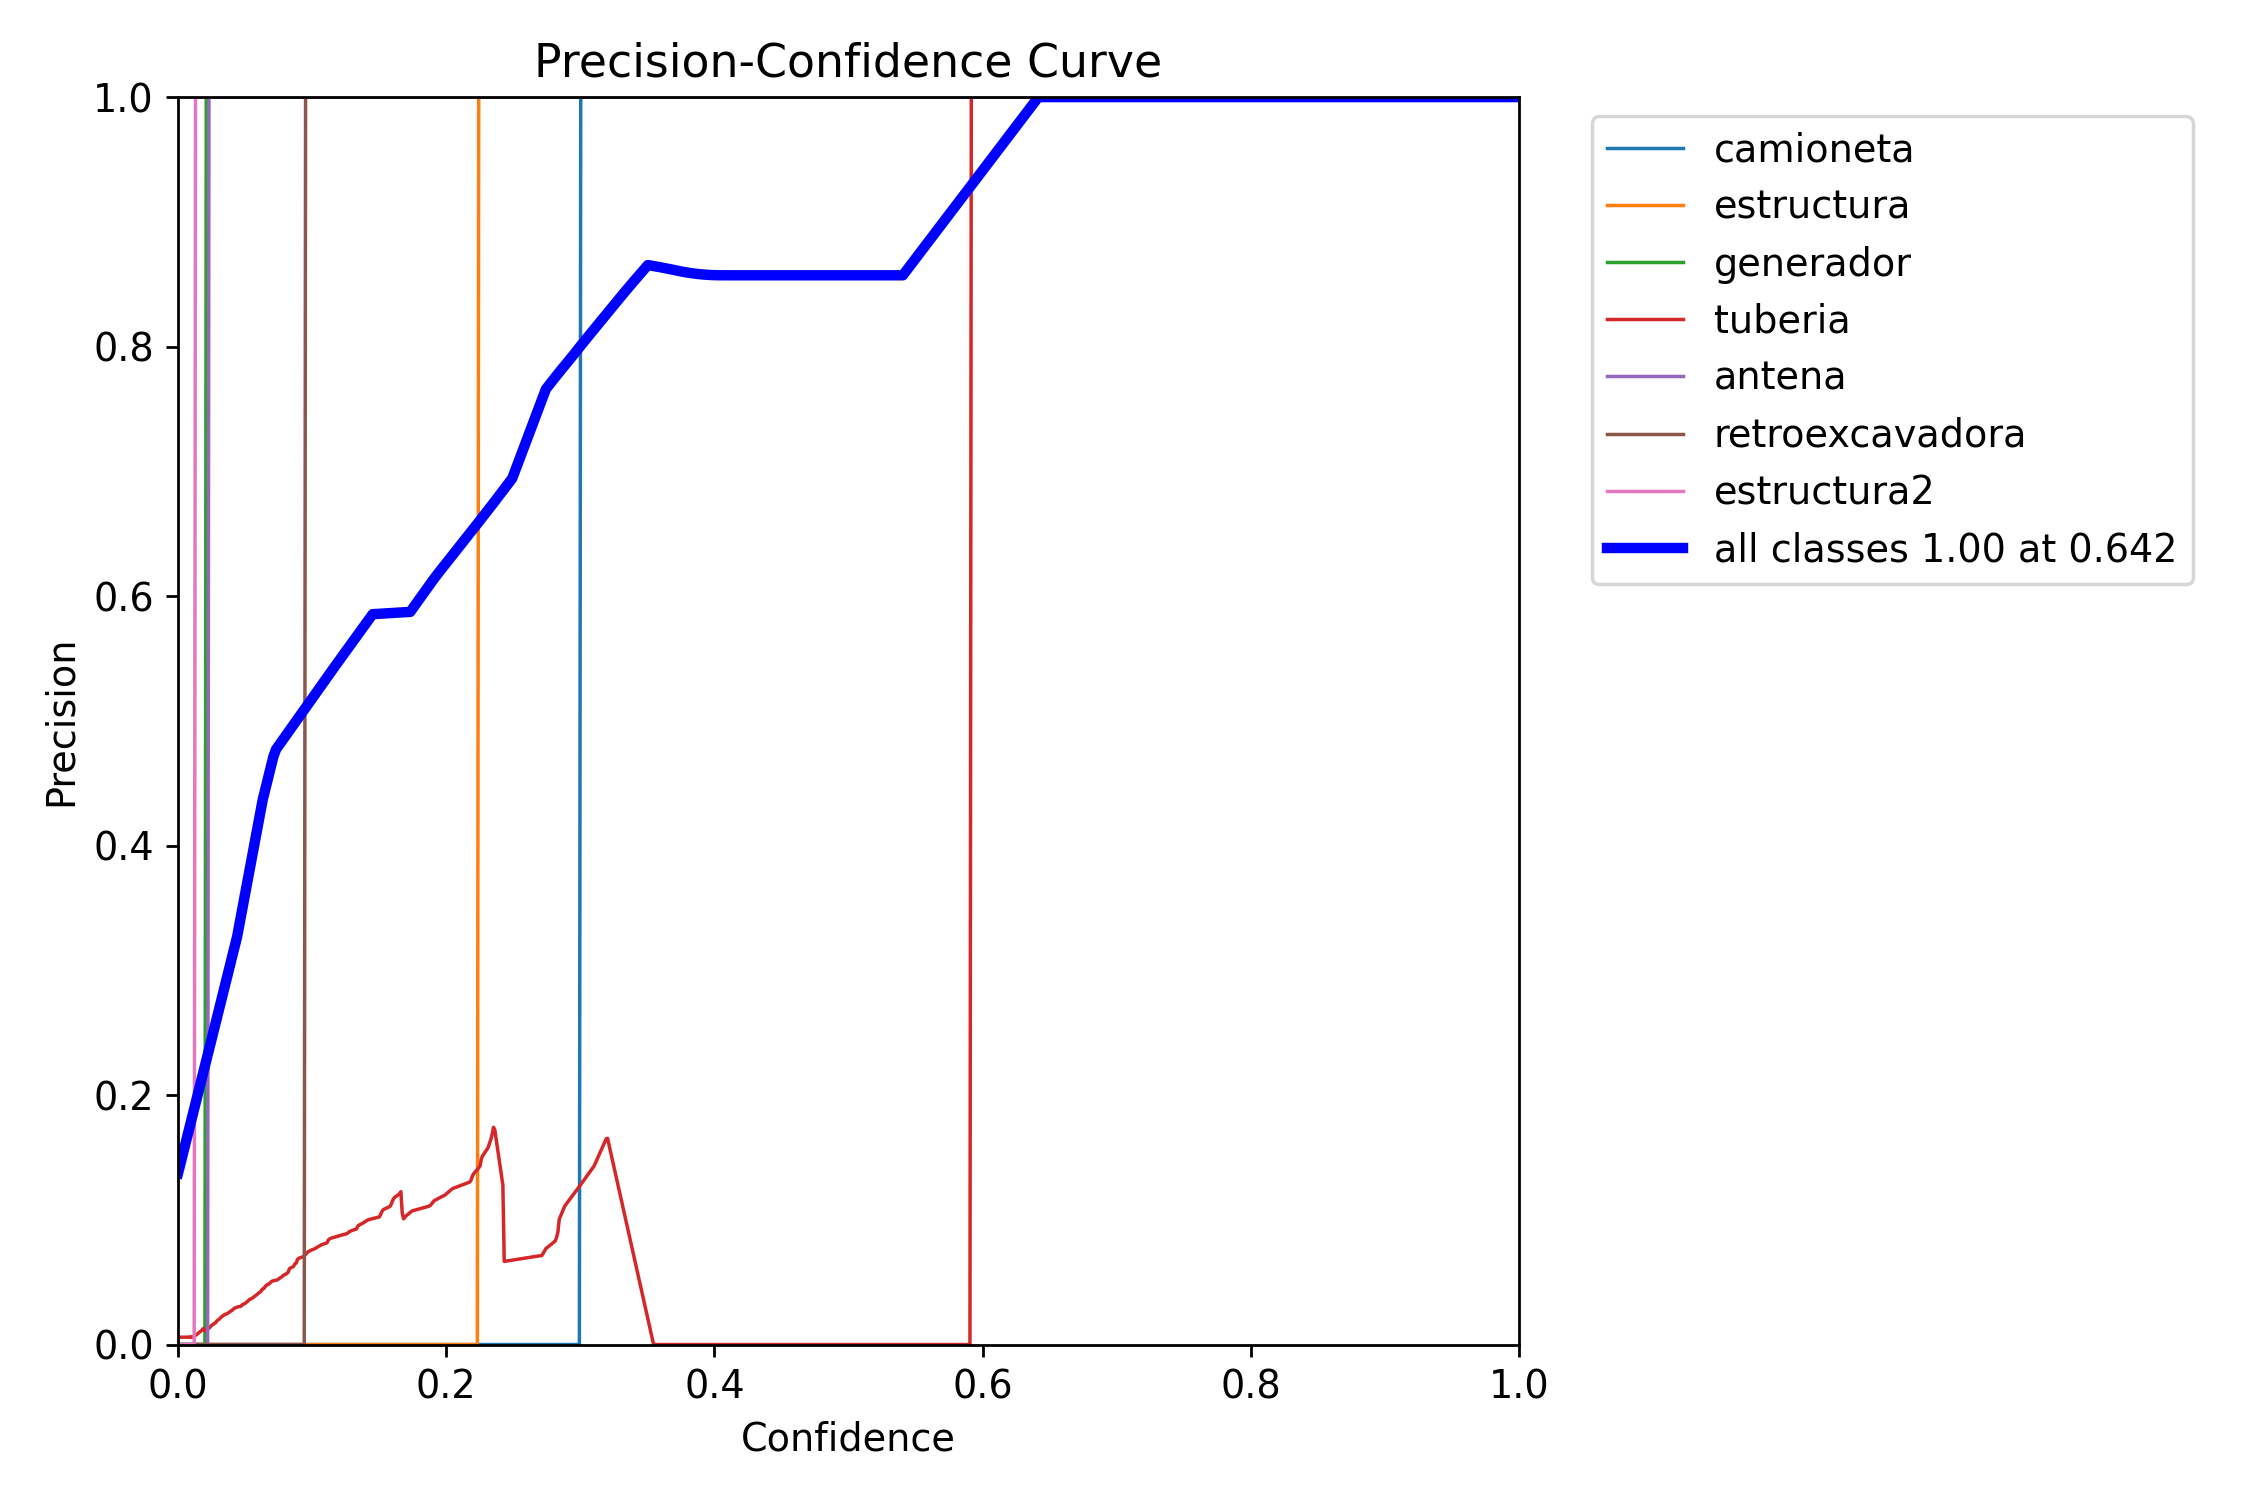 Precision-Confidence Curve
1.0
0.8
0.6
0.4
0.2
0.0
Precision
0.0 0.2 0.4 0.6 0.8 1.0
Confidence
camioneta
estructura
generador
tuberia
antena
retroexcavadora
estructura2
all classes 1.00 at 0.642